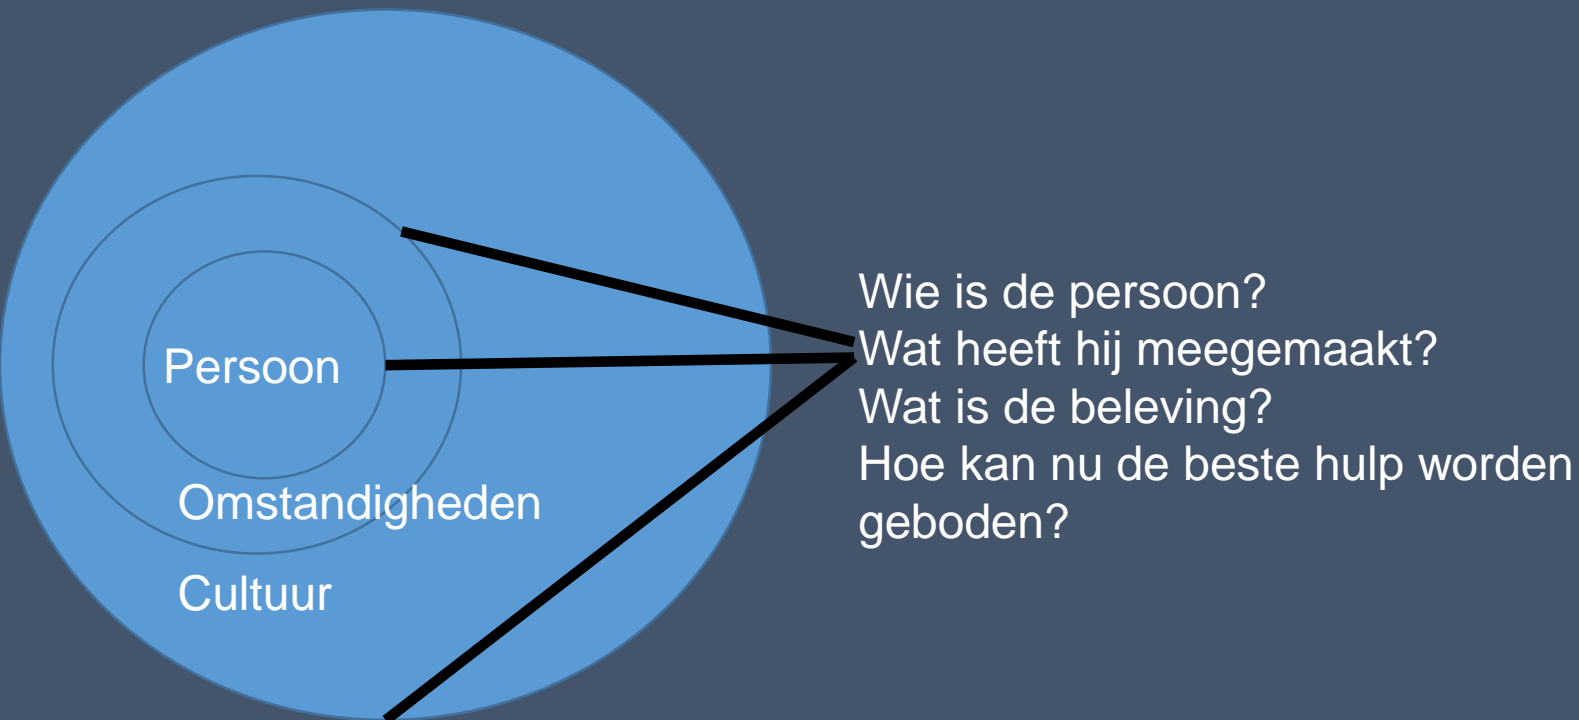 Persoon
Omstandigheden
Cultuur
Wie is de persoon?
Wat heeft hij meegemaakt?
Wat is de beleving?
Hoe kan nu de beste hulp worden
geboden?